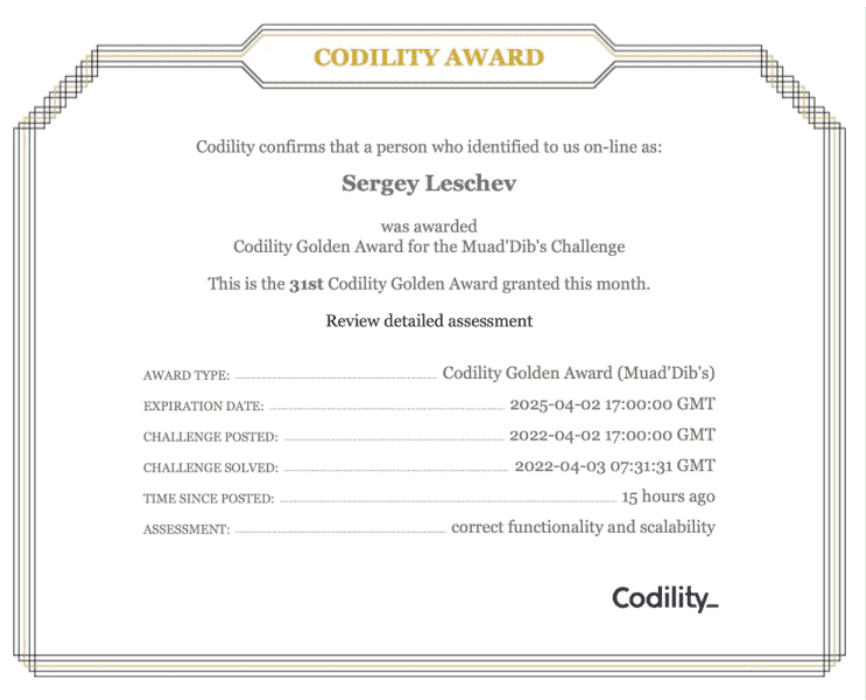 CODILITY AWARD
Codility confirms that a person who identified to us on-line as:
Sergey Leschev
was awarded
Codility Golden Award for the Muad'Dib's Challenge
This is the 31st Codility Golden Award granted this month.
Review detailed assessment
AWARD TYPE: Codility Golden Award (Muad'Dib's)
EXPIRATION DATE: 2025-04-02 17:00:00 GMT
CHALLENGE POSTED: 2022-04-02 17:00:00 GMT
CHALLENGE SOLVED: 2022-04-03 07:31:31 GMT
TIME SINCE POSTED: 15 hours ago
ASSESSMENT: correct functionality and scalability
Codility_